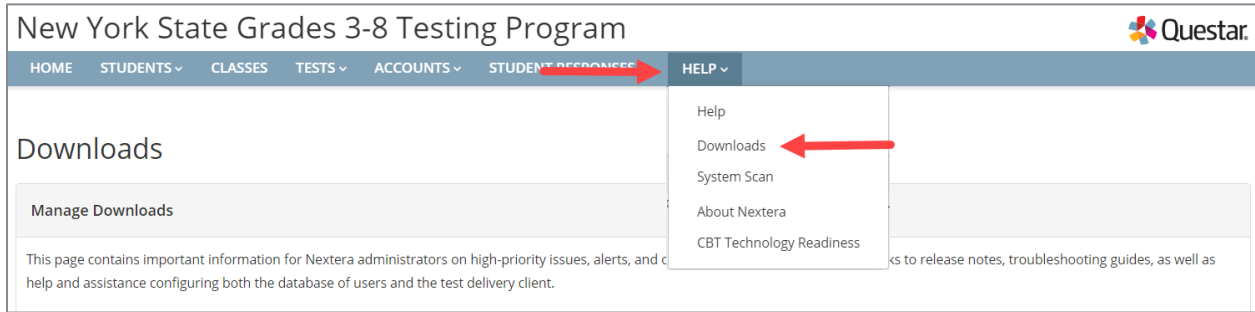 New York State Grades 3-8 Testing Program
Questar.
HOME STUDENTS CLASSES TESTS ACCOUNTS STUDENT RESPONSES HELP
Help
Downloads
System Scan
About Nextera
CBT Technology Readiness
Downloads
Manage Downloads
This page contains important information for Nextera administrators on high-priority issues, alerts, and ks to release notes, troubleshooting guides, as well as
help and assistance configuring both the database of users and the test delivery client.